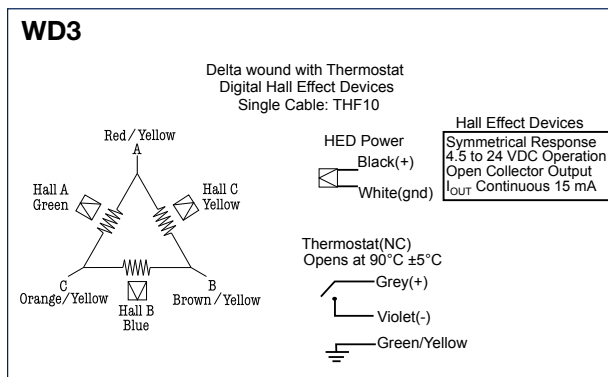 WD3
Delta wound with Thermostat
Digital Hall Effect Devices
Single Cable: THF10
Red/Yellow
A
Hall A
Green
Hall C
Yellow
C
Orange/Yellow
Hall B
Blue
B
Brown/Yellow
HED Power
Black(+)
White(gnd)
Hall Effect Devices
Symmetrical Response
4.5 to 24 VDC Operation
Open Collector Output
IOUT Continuous 15 mA
Thermostat(NC)
Opens at 90°C ±5°C
Grey(+)
Violet(-)
Green/Yellow